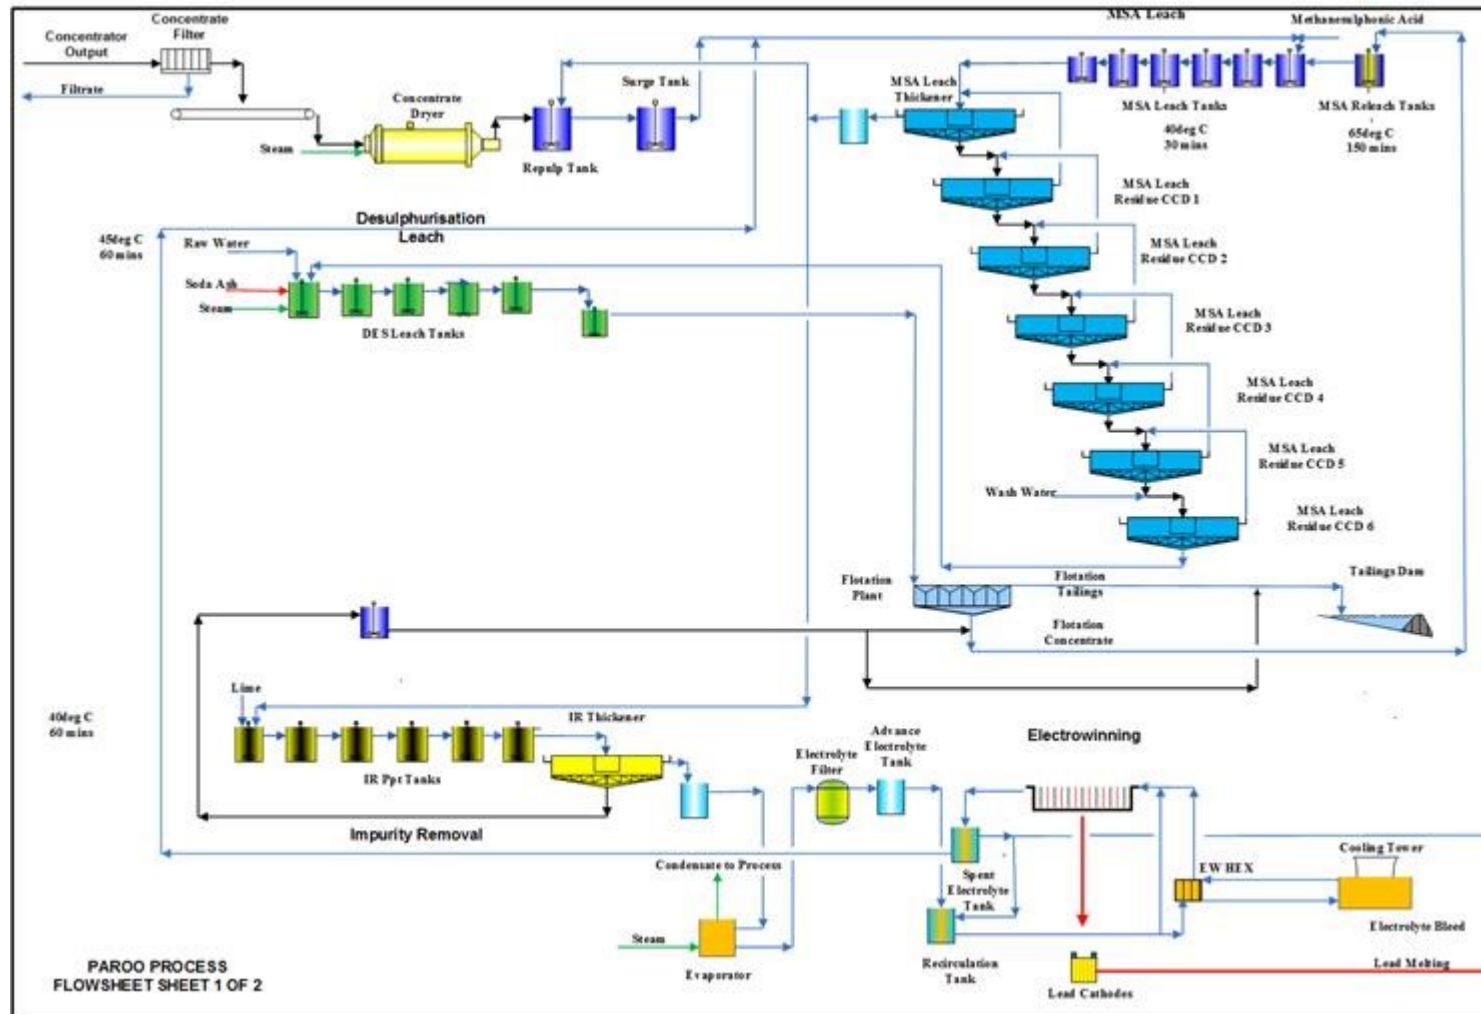 Concentrate
Filter
Concentrator
Output
Filtrate
Concentrate
Dryer
Steam
Repulp Tank
Surge Tank
MSA Leach
Thickener
MSA Leach
Methanesulphonic Acid
MSA Leach Tanks
40deg C
30 mins
MSA Releach Tanks
65deg C
150 mins
MSA Leach
Residue CCD 1
MSA Leach
Residue CCD 2
MSA Leach
Residue CCD 3
MSA Leach
Residue CCD 4
MSA Leach
Residue CCD 5
MSA Leach
Residue CCD 6
Wash Water
Desulphurisation
Leach
45deg C
60 mins
Raw Water
Soda Ash
Steam
DES Leach Tanks
Flotation
Plant
Flotation
Tailings
Flotation
Concentrate
Tailings Dam
40deg C
60 mins
Lime
IR Ppt Tanks
IR Thickener
Impurity Removal
Condensate to Process
Steam
Evaporator
Electrolyte
Filter
Advance
Electrolyte
Tank
Electrowinning
Spent
Electrolyte
Tank
Recirculation
Tank
EW HEX
Cooling Tower
Electrolyte Bleed
Lead Cathodes
Lead Melting
PAROO PROCESS
FLOWSHEET SHEET 1 OF 2